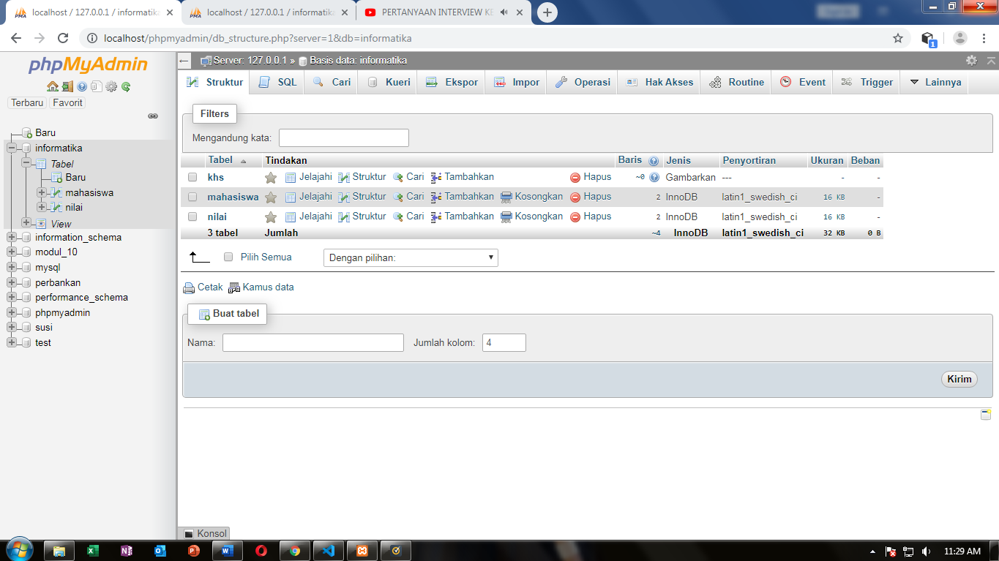 localhost / 127.0.0.1 / informatika
localhost / 127.0.0.1 / informatika
PERTANYAAN INTERVIEW KE
localhost/phpmyadmin/db_structure.php?server=1&db=informatika
1
phpMyAdmin
Terbaru Favorit
Baru
informatika
Tabel
Baru
mahasiswa
nilai
View
information_schema
modul_10
mysql
perbankan
performance_schema
phpmyadmin
susi
test
Server: 127.0.0.1 » Basis data: informatika
Struktur SQL Cari Kueri Ekspor Impor Operasi Hak Akses Routine Event Trigger Lainnya
Filters
Mengandung kata:
Tabel Tindakan Baris Jenis Penyortiran Ukuran Beban
khs Jelajahi Struktur Cari Tambahkan Hapus ~0 Gambarkan --- - -
mahasiswa Jelajahi Struktur Cari Tambahkan Kosongkan Hapus 2 InnoDB latin1_swedish_ci 16 KB -
nilai Jelajahi Struktur Cari Tambahkan Kosongkan Hapus 2 InnoDB latin1_swedish_ci 16 KB -
3 tabel Jumlah ~4 InnoDB latin1_swedish_ci 32 KB 0 B
Pilih Semua Dengan pilihan:
Cetak Kamus data
Buat tabel
Nama: Jumlah kolom: 4
Kirim
Konsol
11:29 AM